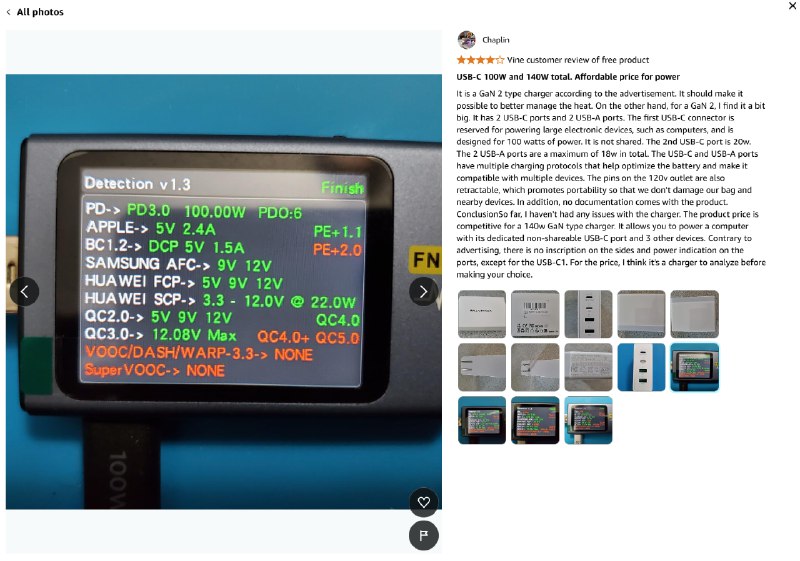 All photos
Detection v1.3 Finish
PD-> PD3.0 100.00W PDO:6
APPLE-> 5V 2.4A PE+1.1
BC1.2-> DCP 5V 1.5A PE+2.0
SAMSUNG AFC-> 9V 12V
HUAWEI FCP-> 5V 9V 12V
HUAWEI SCP-> 3.3 - 12.0V @ 22.0W
QC2.0-> 5V 9V 12V QC4.0
QC3.0-> 12.08V Max QC4.0+ QC5.0
VOOC/DASH/WARP-3.3-> NONE
SuperVOOC-> NONE
FN
100W
Chaplin
Vine customer review of free product
USB-C 100W and 140W total. Affordable price for power
It is a GaN 2 type charger according to the advertisement. It should make it
possible to better manage the heat. On the other hand, for a GaN 2, I find it a bit
big. It has 2 USB-C ports and 2 USB-A ports. The first USB-C connector is
reserved for powering large electronic devices, such as computers, and is
designed for 100 watts of power. It is not shared. The 2nd USB-C port is 20w.
The 2 USB-A ports are a maximum of 18w in total. The USB-C and USB-A ports
have multiple charging protocols that help optimize the battery and make it
compatible with multiple devices. The pins on the 120v outlet are also
retractable, which promotes portability so that we don't damage our bag and
nearby devices. In addition, no documentation comes with the product.
ConclusionSo far, I haven't had any issues with the charger. The product price is
competitive for a 140w GaN type charger. It allows you to power a computer
with its dedicated non-shareable USB-C port and 3 other devices. Contrary to
advertising, there is no inscription on the sides and power indication on the
ports, except for the USB-C1. For the price, I think it's a charger to analyze before
making your choice.